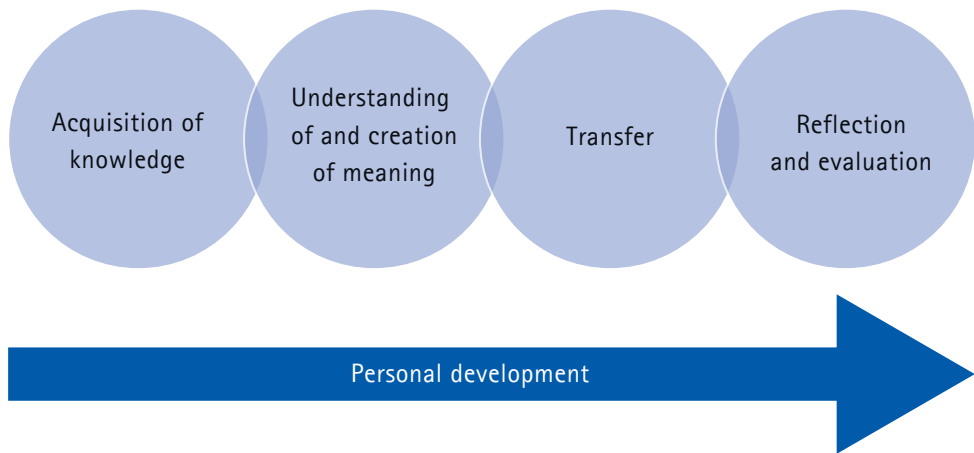 Acquisition of
knowledge
Understanding
of and creation
of meaning
Transfer
Reflection
and evaluation
Personal development